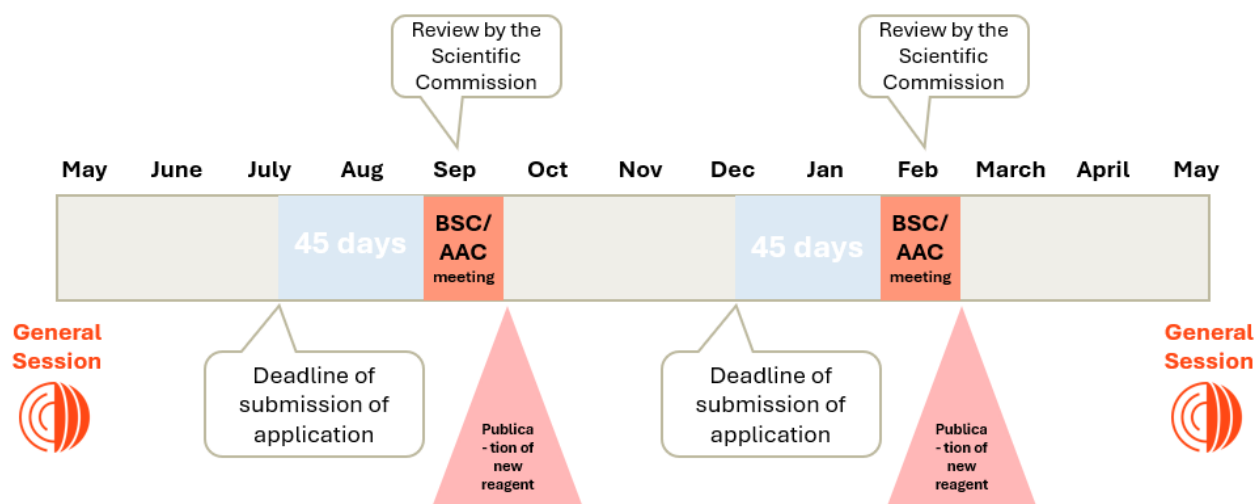 Review by the
Scientific
Commission
Review by the
Scientific
Commission
May June July Aug Sep Oct Nov Dec Jan Feb March April May
45 days
BSC/
AAC
meeting
45 days
BSC/
AAC
meeting
General
Session
Deadline of
submission of
application
Publica
- tion of
new
reagent
Deadline of
submission of
application
Publica
- tion of
new
reagent
General
Session